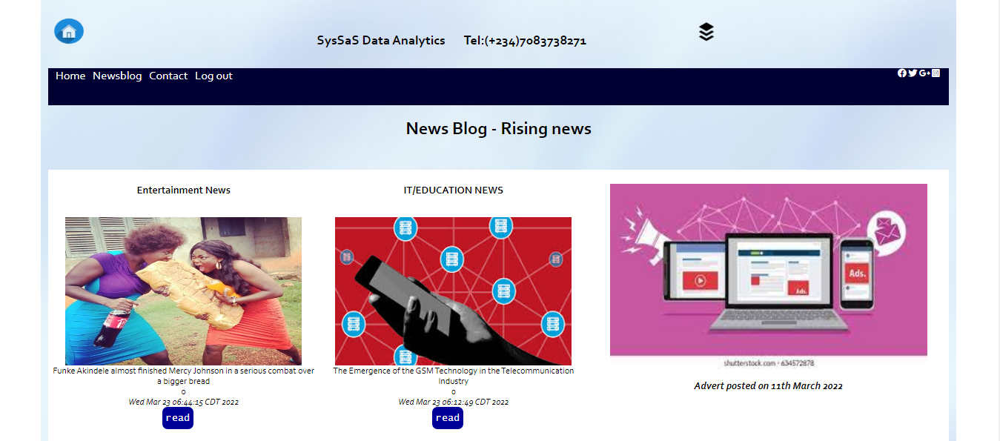 SysSaS Data Analytics Tel:(+234)7083738271
Home Newsblog Contact Log out
News Blog - Rising news
Entertainment News
Funke Akindele almost finished Mercy Johnson in a serious combat over
a bigger bread
0
Wed Mar 23 06:44:15 CDT 2022
read
IT/EDUCATION NEWS
The Emergence of the GSM Technology in the Telecommunication
Industry
0
Wed Mar 23 06:12:49 CDT 2022
read
Ads.
Ads.
shutterstock.com · 634572878
Advert posted on 11th March 2022